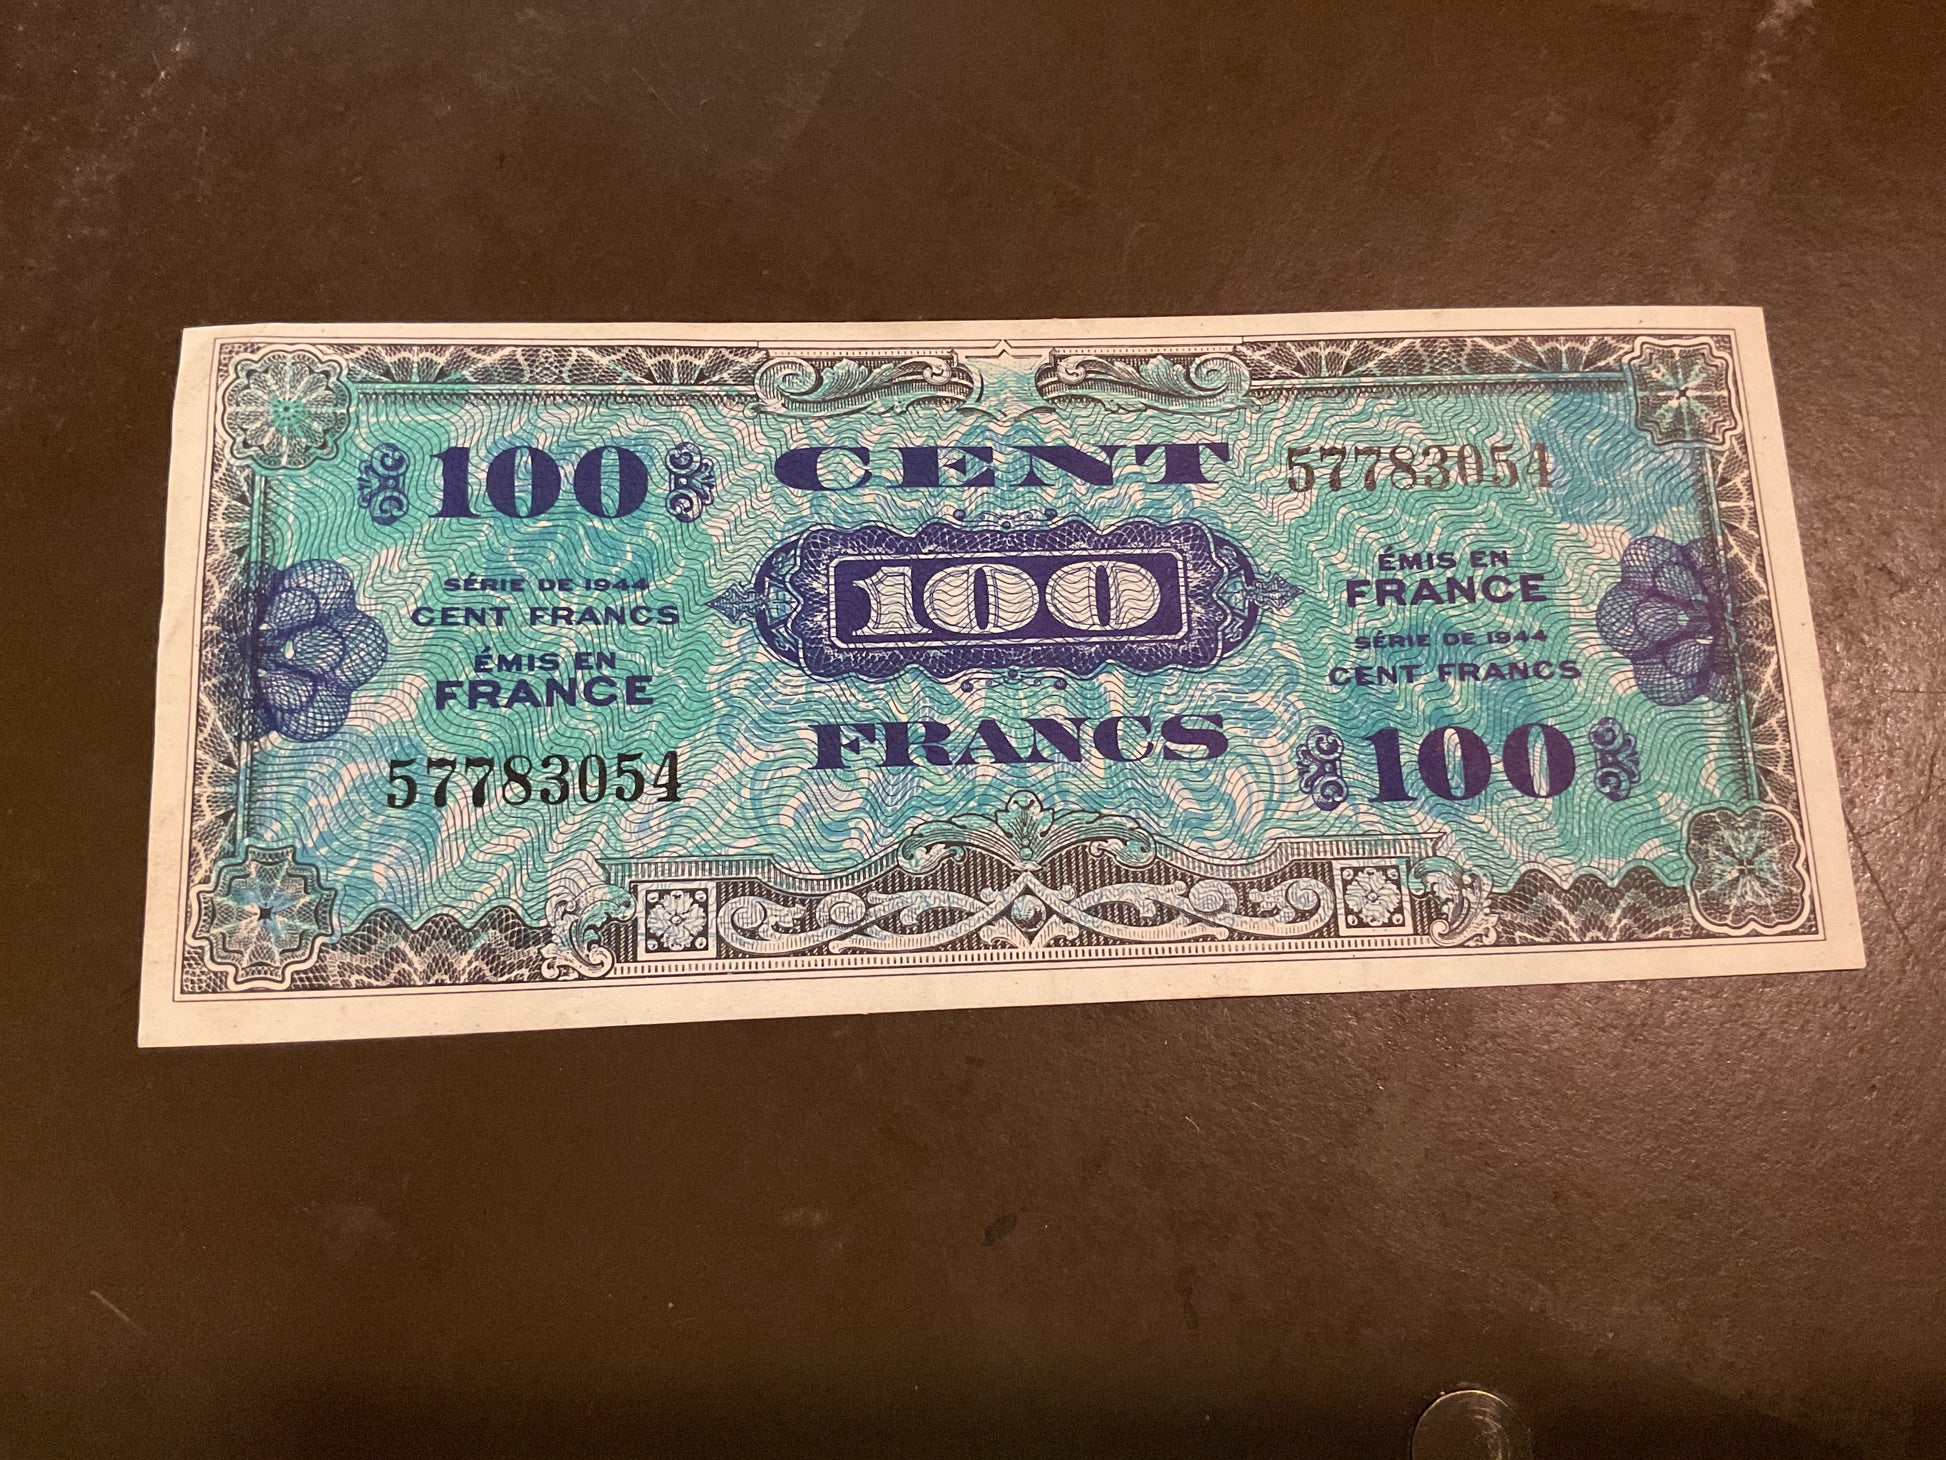 100
CENT
57783054
SÉRIE DE 1944
CENT FRANCS
ÉMIS EN
FRANCE
100
ÉMIS EN
FRANCE
SÉRIE DE 1944
CENT FRANCS
57783054
FRANCS
100